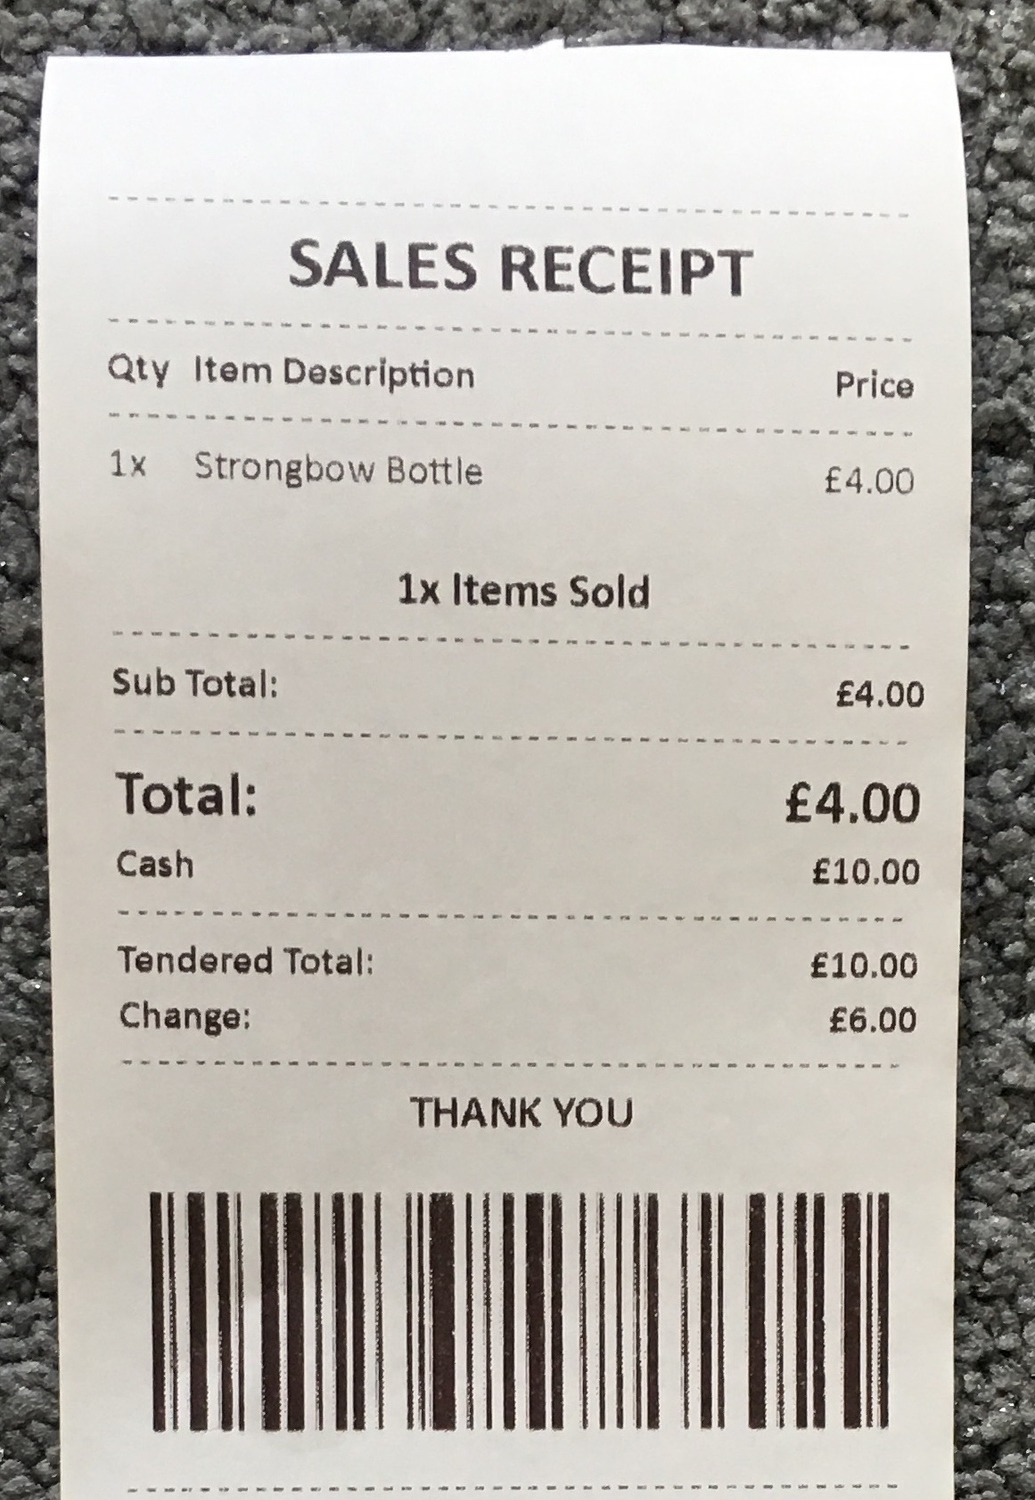 SALES RECEIPT
Qty Item Description Price
1x Strongbow Bottle £4.00
1x Items Sold
Sub Total: £4.00
Total: £4.00
Cash £10.00
Tendered Total: £10.00
Change: £6.00
THANK YOU